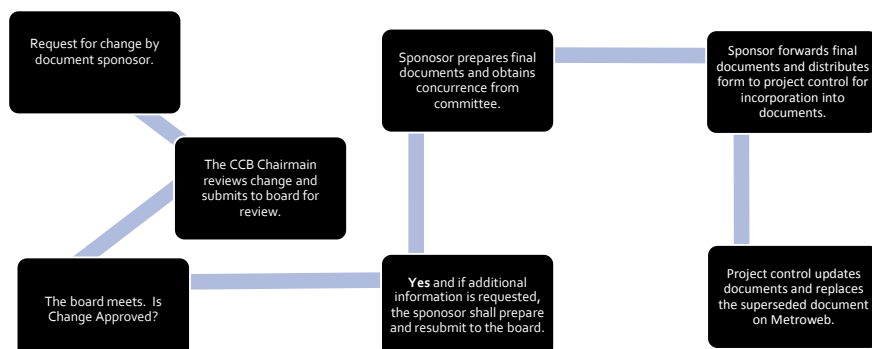 Request for change by
document sponosor.
The CCB Chairmain
reviews change and
submits to board for
review.
The board meets.  Is
Change Approved?
Yes and if additional
information is requested,
the sponosor shall prepare
and resubmit to the board.
Sponosor prepares final
documents and obtains
concurrence from
committee.
Sponsor forwards final
documents and distributes
form to project control for
incorporation into
documents.
Project control updates
documents and replaces
the superseded document
on Metroweb.